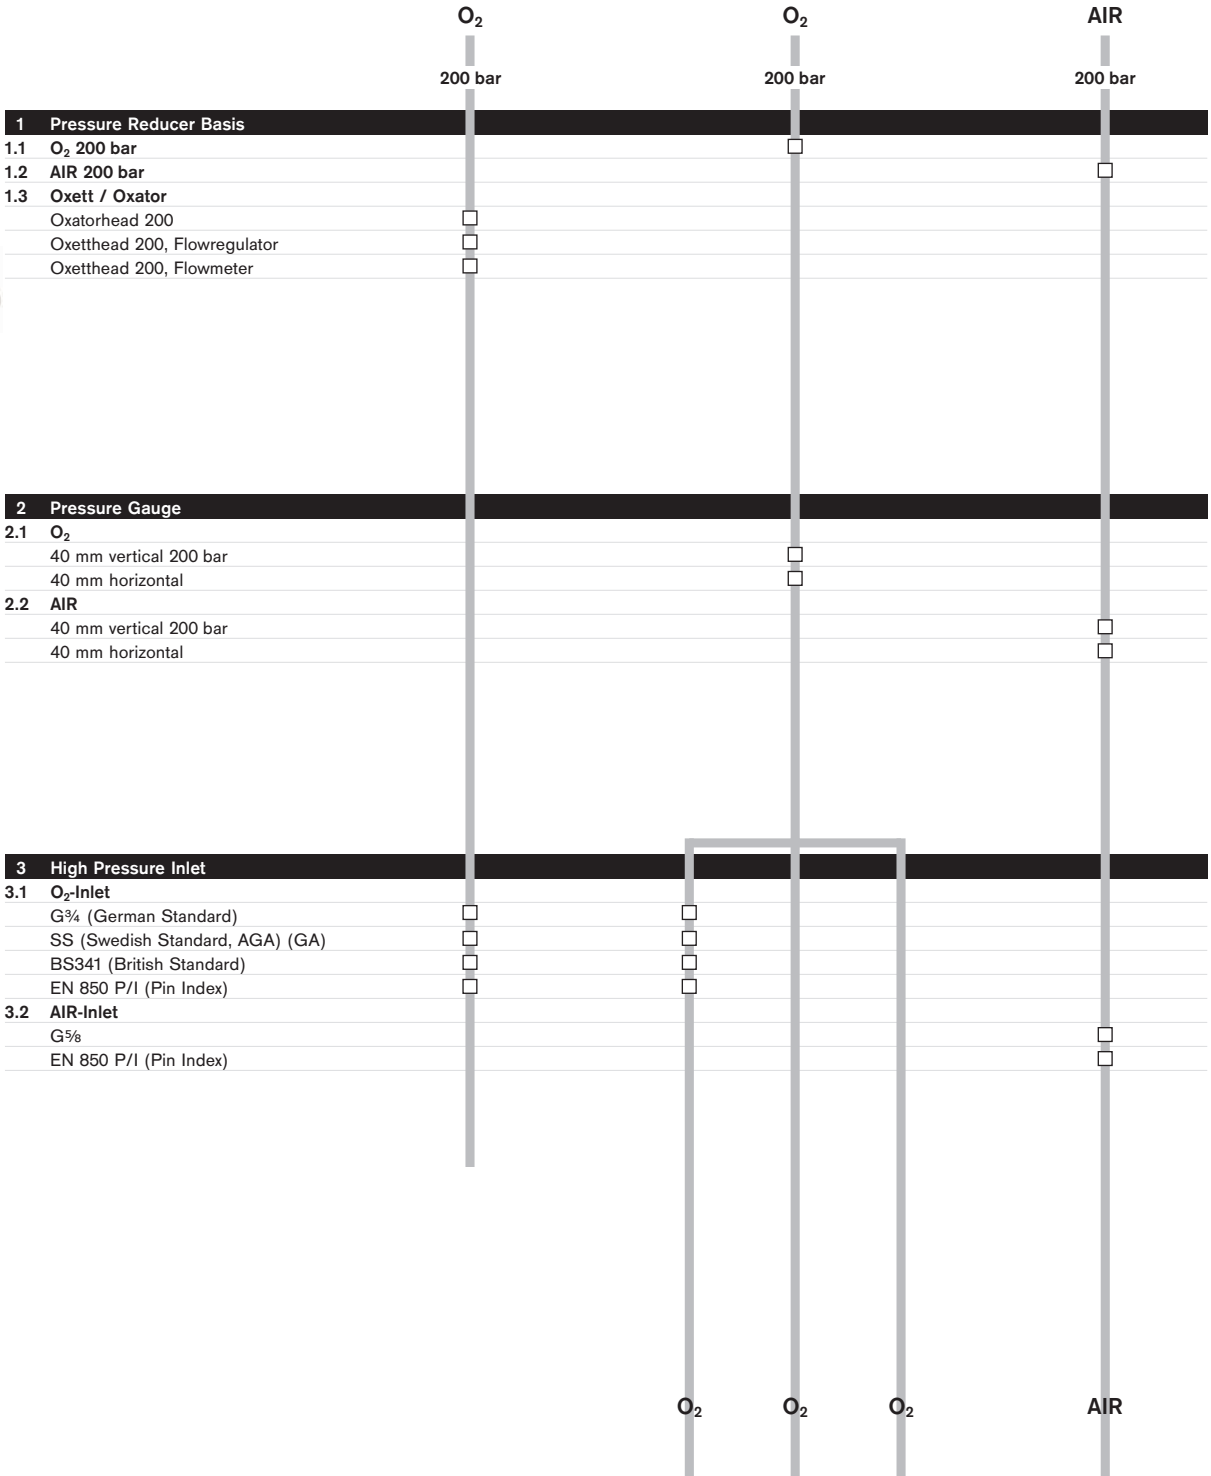 O₂ O₂ AIR
200 bar 200 bar 200 bar
1 Pressure Reducer Basis
1.1 O₂ 200 bar
1.2 AIR 200 bar
1.3 Oxett / Oxator
Oxatorhead 200
Oxetthead 200, Flowregulator
Oxetthead 200, Flowmeter
2 Pressure Gauge
2.1 O₂
40 mm vertical 200 bar
40 mm horizontal
2.2 AIR
40 mm vertical 200 bar
40 mm horizontal
3 High Pressure Inlet
3.1 O₂-Inlet
G¾ (German Standard)
SS (Swedish Standard, AGA) (GA)
BS341 (British Standard)
EN 850 P/I (Pin Index)
3.2 AIR-Inlet
G⅝
EN 850 P/I (Pin Index)
O₂ O₂ O₂ AIR